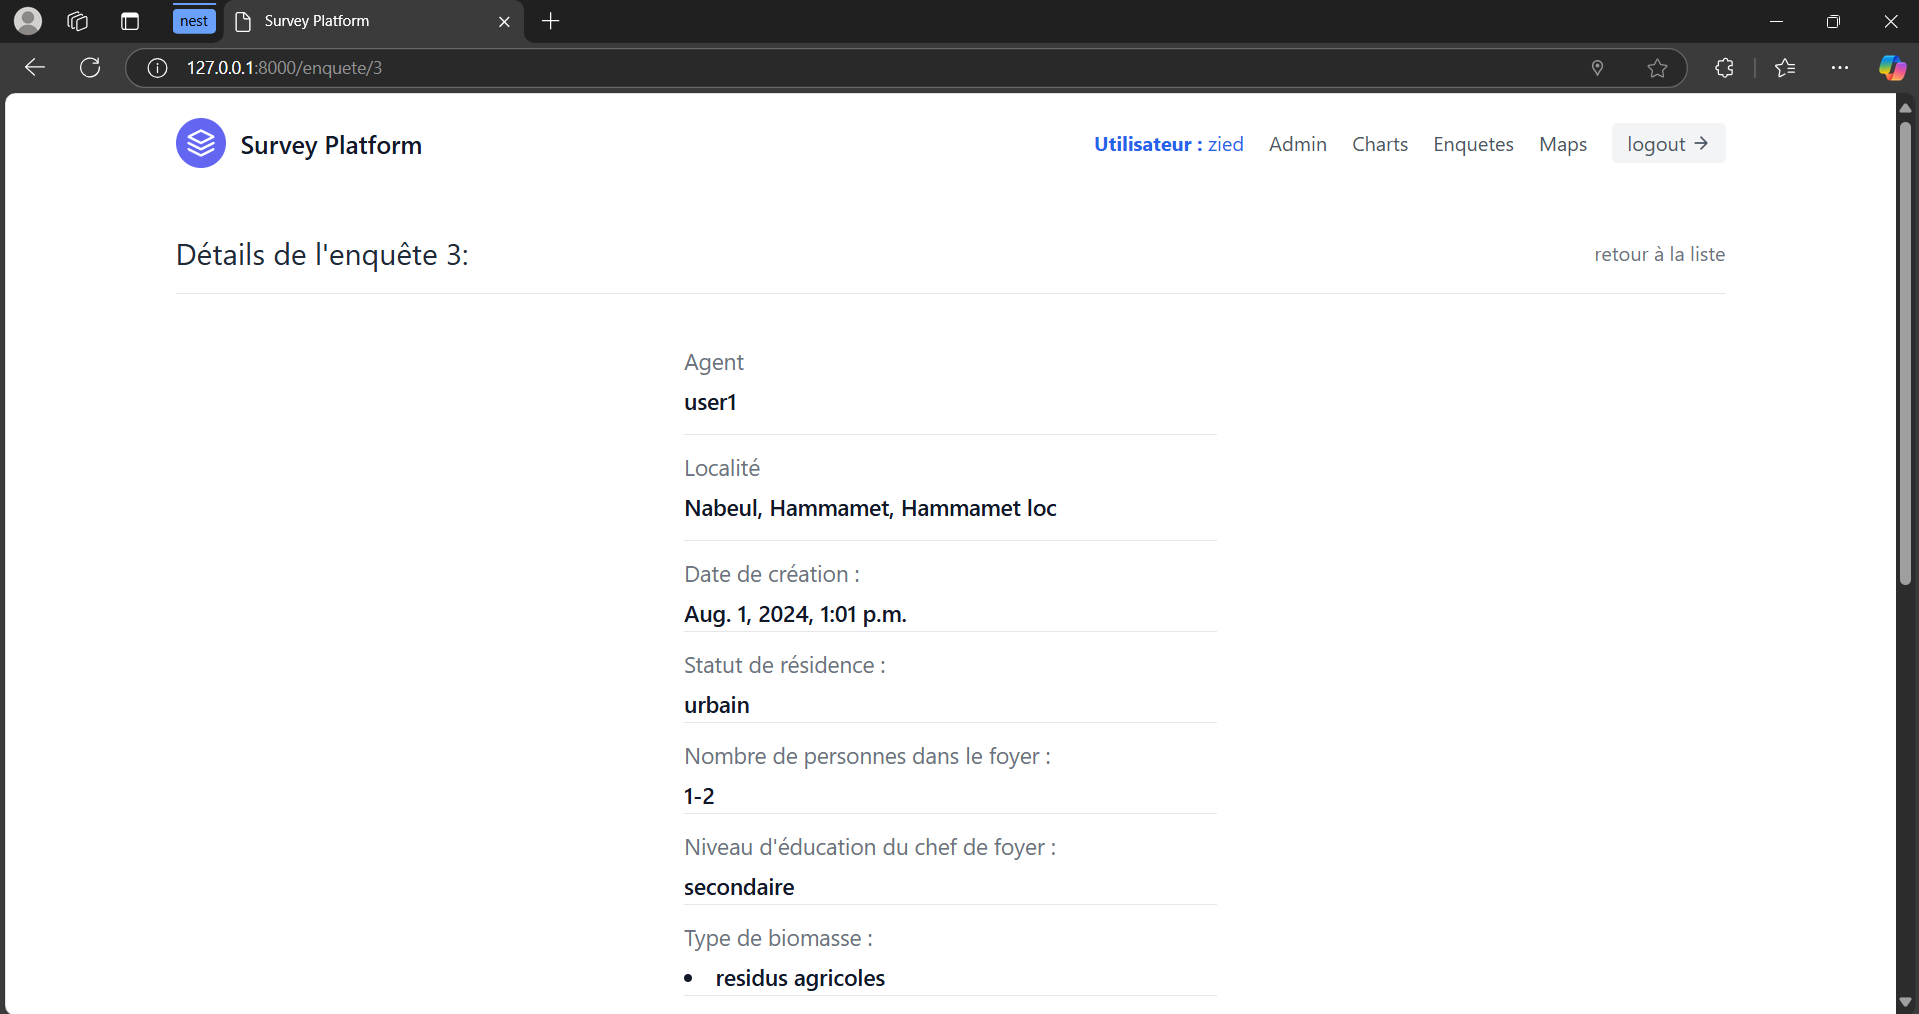 nest
Survey Platform
127.0.0.1:8000/enquete/3
Survey Platform
Utilisateur : zied
Admin
Charts
Enquetes
Maps
logout →
Détails de l'enquête 3:
retour à la liste
Agent
user1
Localité
Nabeul, Hammamet, Hammamet loc
Date de création :
Aug. 1, 2024, 1:01 p.m.
Statut de résidence :
urbain
Nombre de personnes dans le foyer :
1-2
Niveau d'éducation du chef de foyer :
secondaire
Type de biomasse :
• residus agricoles